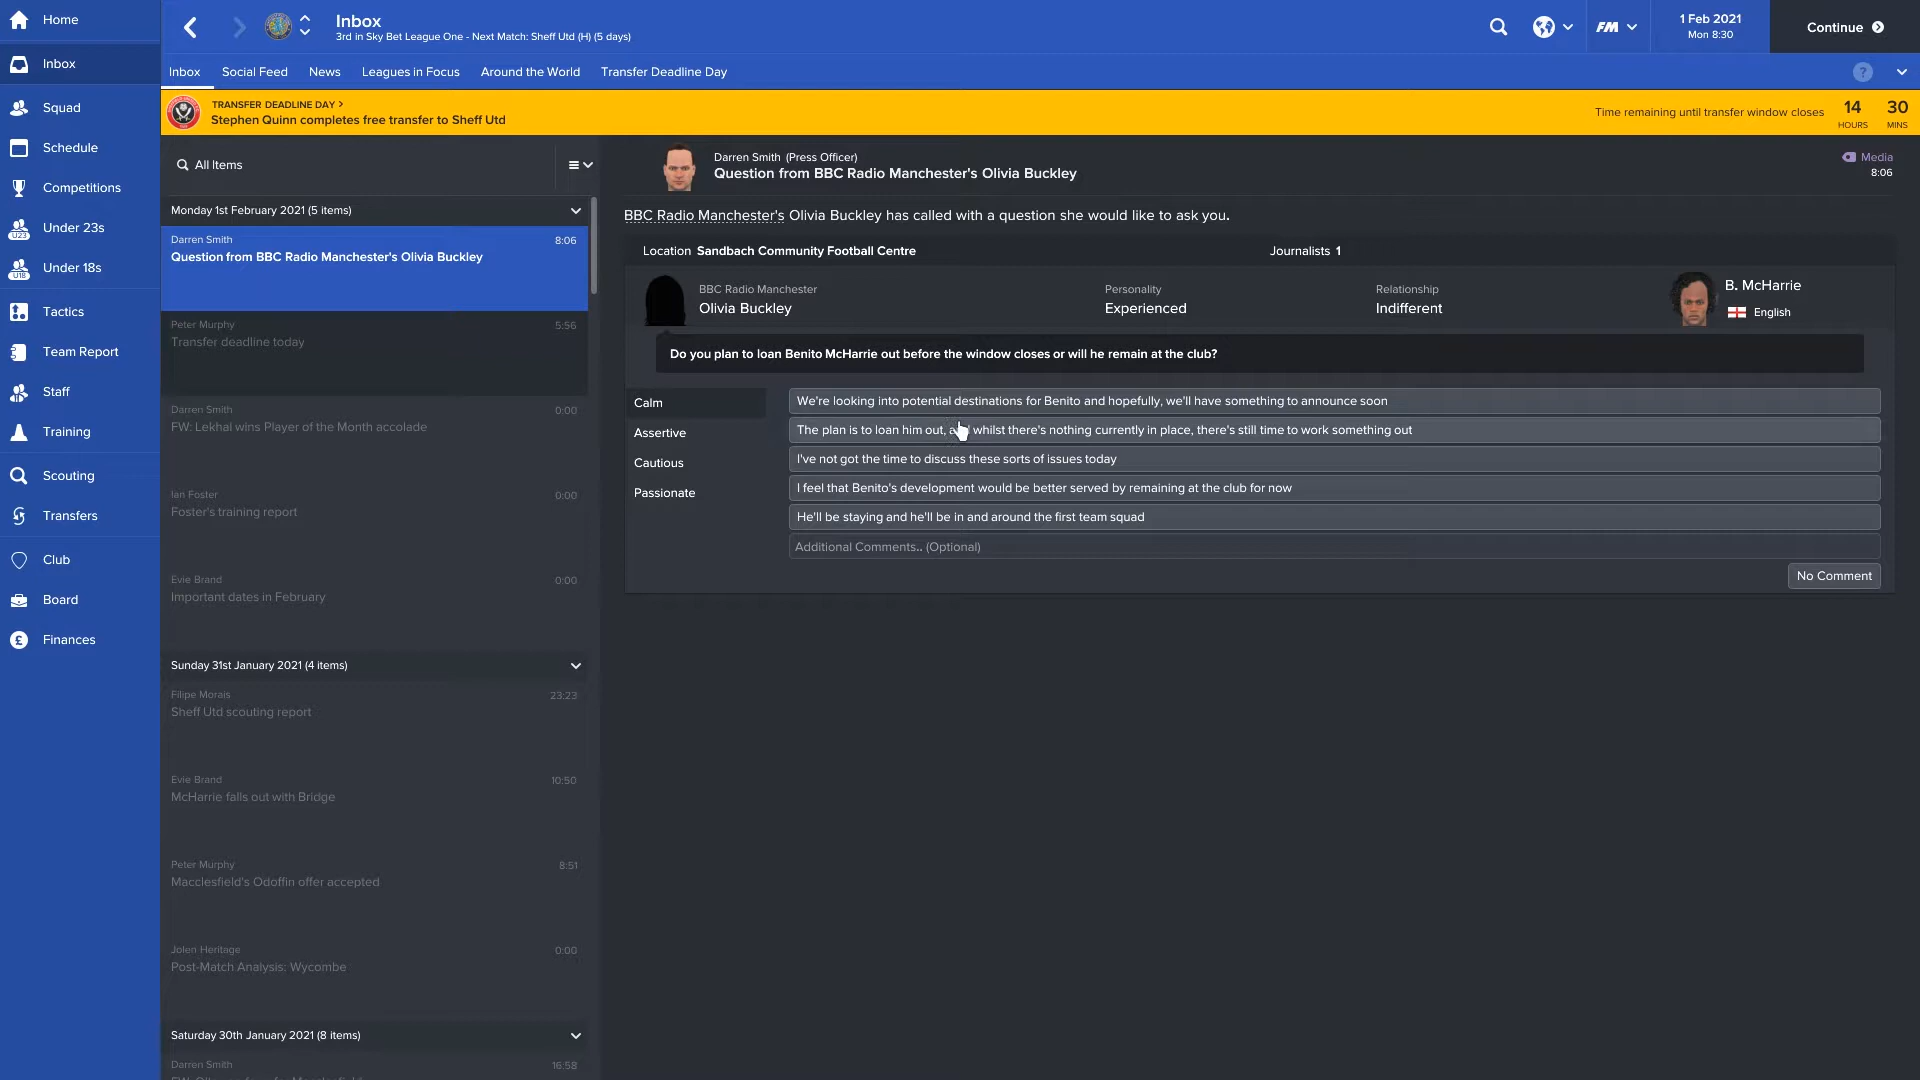 Home
Inbox
Squad
Schedule
Competitions
U23
Under 23s
U18
Under 18s
Tactics
Team Report
Staff
Training
Scouting
Transfers
Club
Board
Finances
Inbox
3rd in Sky Bet League One - Next Match: Sheff Utd (H) (5 days)
FM
1 Feb 2021
Mon 8:30
Continue
Inbox Social Feed News Leagues in Focus Around the World Transfer Deadline Day
?
TRANSFER DEADLINE DAY >
Stephen Quinn completes free transfer to Sheff Utd
Time remaining until transfer window closes
14 HOURS
30 MINS
All Items
Monday 1st February 2021 (5 items)
Darren Smith 8:06
Question from BBC Radio Manchester's Olivia Buckley
Peter Murphy 5:56
Transfer deadline today
Darren Smith 0:00
FW: Lekhal wins Player of the Month accolade
Ian Foster 0:00
Foster's training report
Evie Brand 0:00
Important dates in February
Sunday 31st January 2021 (4 items)
Filipe Morais 23:23
Sheff Utd scouting report
Evie Brand 10:50
McHarrie falls out with Bridge
Peter Murphy 8:51
Macclesfield's Odoffin offer accepted
Jolen Heritage 0:00
Post-Match Analysis: Wycombe
Saturday 30th January 2021 (8 items)
Darren Smith 16:58
Darren Smith (Press Officer)
Question from BBC Radio Manchester's Olivia Buckley
Media
8:06
BBC Radio Manchester's Olivia Buckley has called with a question she would like to ask you.
Location Sandbach Community Football Centre Journalists 1
BBC Radio Manchester
Olivia Buckley
Personality
Experienced
Relationship
Indifferent
B. McHarrie
English
Do you plan to loan Benito McHarrie out before the window closes or will he remain at the club?
Calm
Assertive
Cautious
Passionate
We're looking into potential destinations for Benito and hopefully, we'll have something to announce soon
The plan is to loan him out, whilst there's nothing currently in place, there's still time to work something out
I've not got the time to discuss these sorts of issues today
I feel that Benito's development would be better served by remaining at the club for now
He'll be staying and he'll be in and around the first team squad
Additional Comments.. (Optional)
No Comment